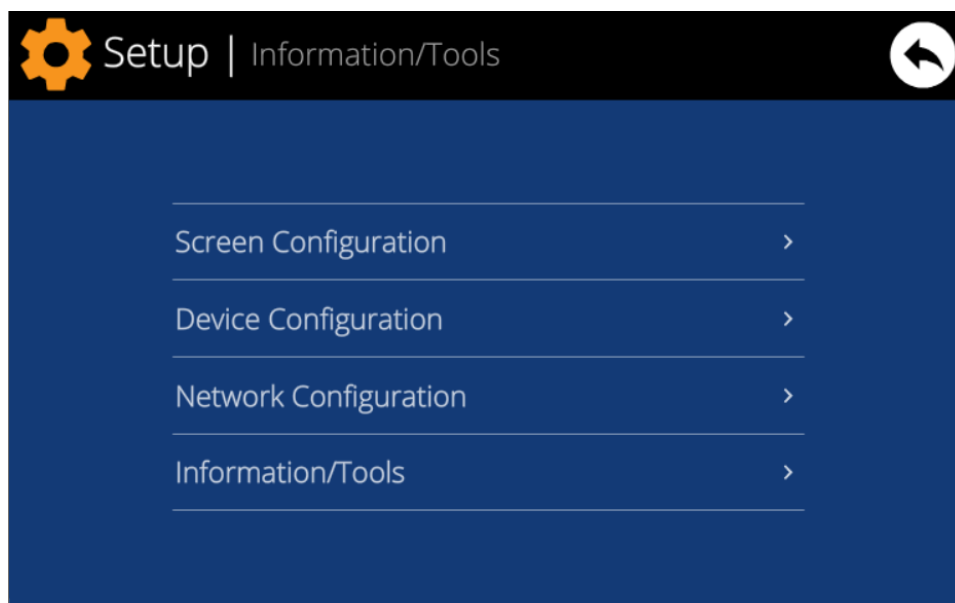 Setup | Information/Tools
Screen Configuration
Device Configuration
Network Configuration
Information/Tools